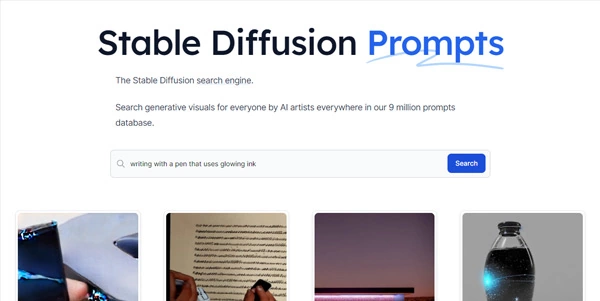 Stable Diffusion Prompts
The Stable Diffusion search engine.
Search generative visuals for everyone by AI artists everywhere in our 9 million prompts
database.
writing with a pen that uses glowing ink
Search